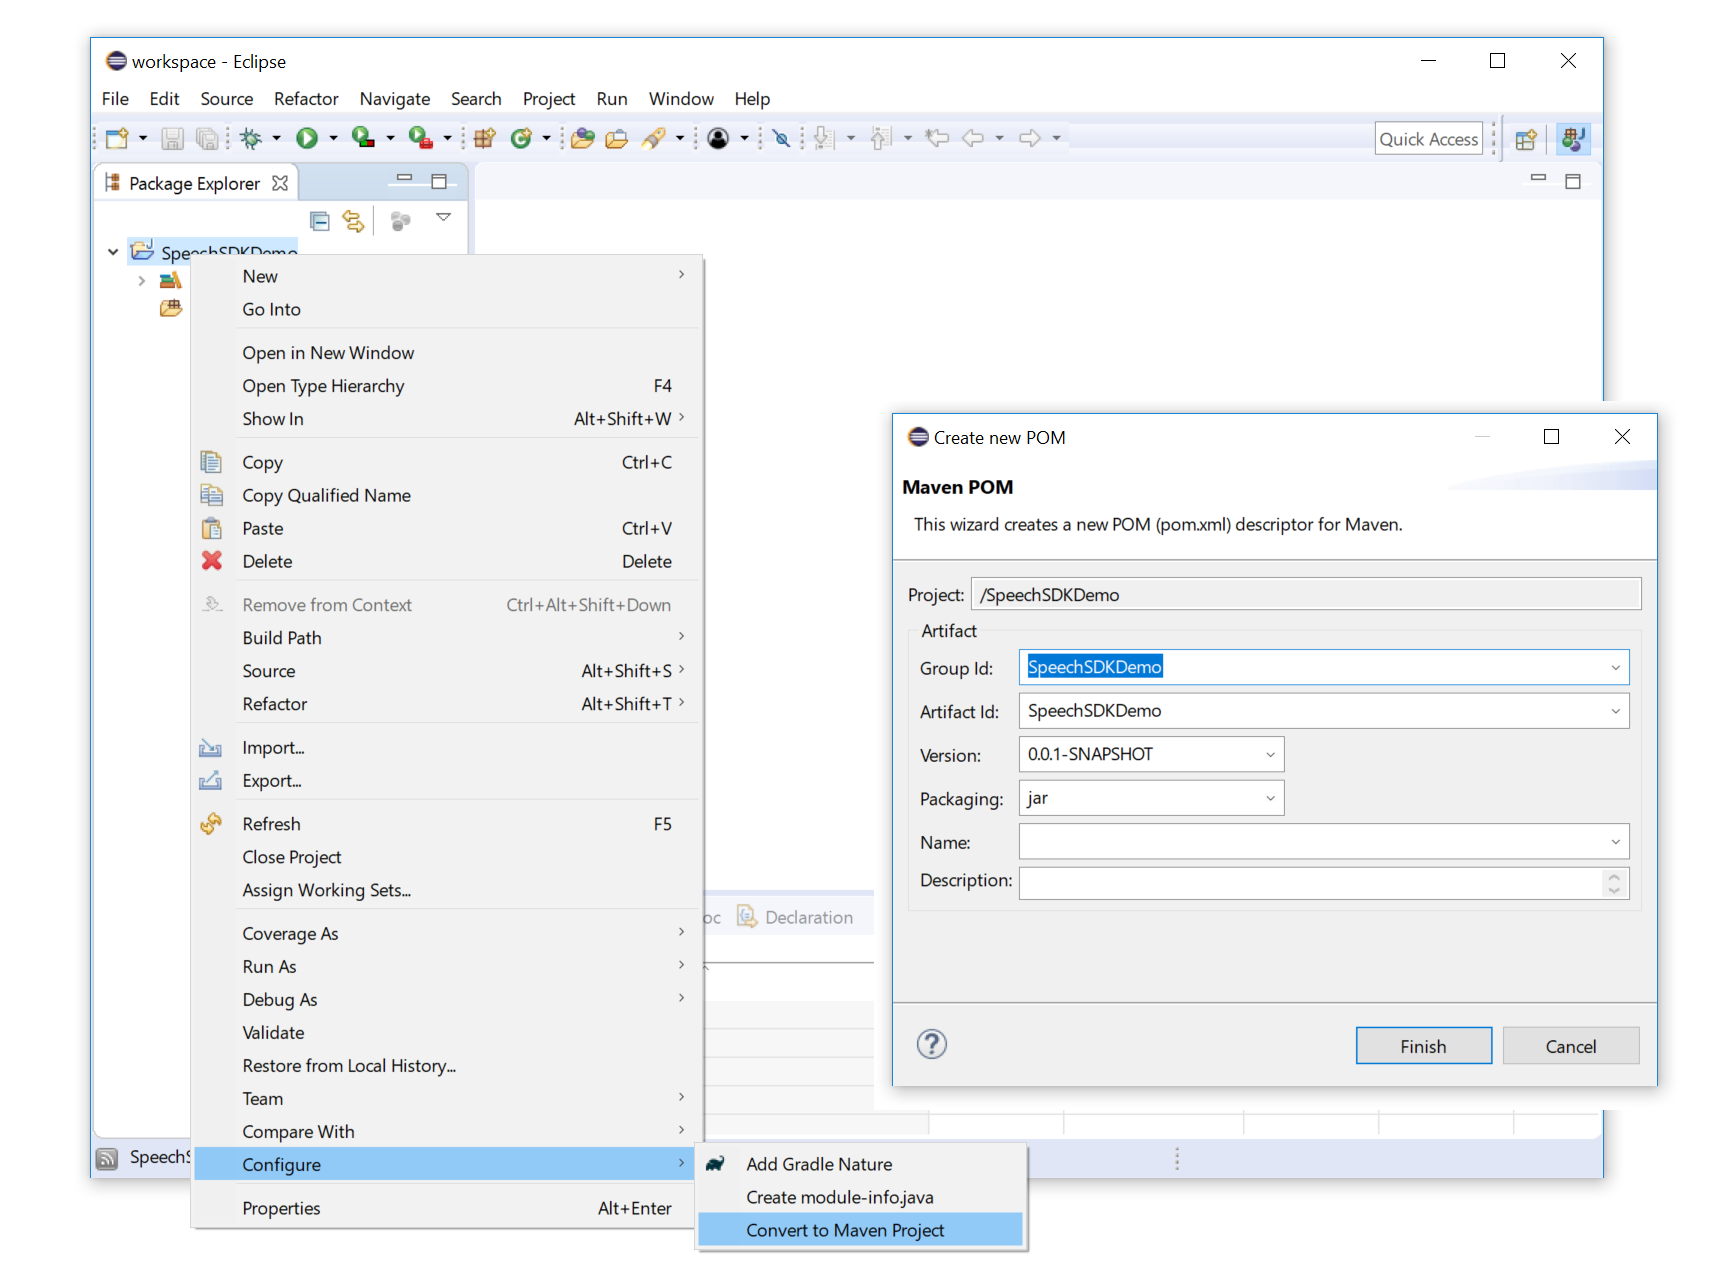 workspace - Eclipse
File Edit Source Refactor Navigate Search Project Run Window Help
Quick Access
Package Explorer
SpeechSDKDemo
New
Go Into
Open in New Window
Open Type Hierarchy F4
Show In Alt+Shift+W
Copy Ctrl+C
Copy Qualified Name
Paste Ctrl+V
Delete Delete
Remove from Context Ctrl+Alt+Shift+Down
Build Path
Source Alt+Shift+S
Refactor Alt+Shift+T
Import...
Export...
Refresh F5
Close Project
Assign Working Sets...
Coverage As
Run As
Debug As
Validate
Restore from Local History...
Team
Compare With
Configure
Properties Alt+Enter
Add Gradle Nature
Create module-info.java
Convert to Maven Project
oc Declaration
SpeechS
Create new POM
Maven POM
This wizard creates a new POM (pom.xml) descriptor for Maven.
Project: /SpeechSDKDemo
Artifact
Group Id: SpeechSDKDemo
Artifact Id: SpeechSDKDemo
Version: 0.0.1-SNAPSHOT
Packaging: jar
Name:
Description:
Finish Cancel